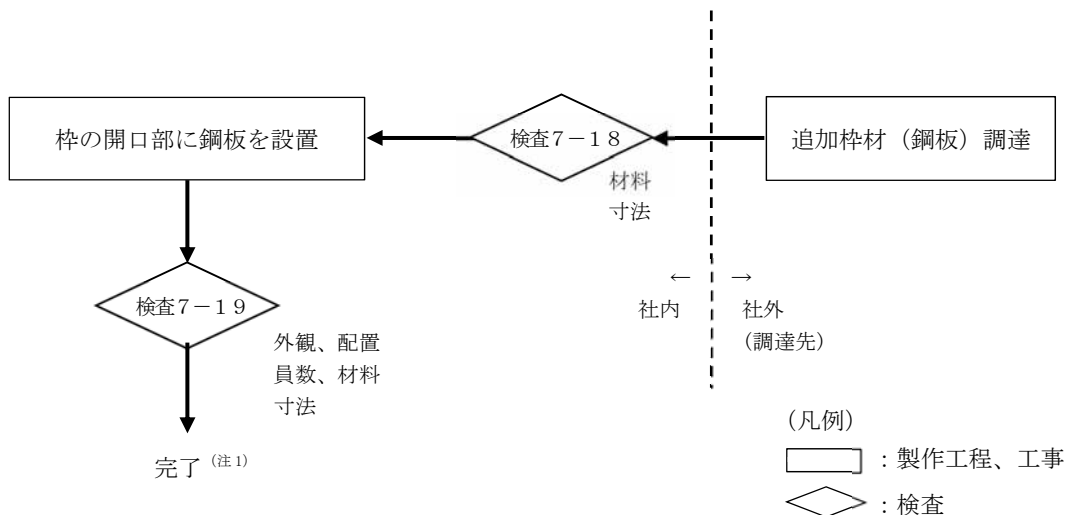 枠の開口部に鋼板を設置
検査7-18
追加枠材（鋼板）調達
材料
寸法
検査7-19
外観、配置
員数、材料
寸法
← →
社内 社外
（調達先）
完了（注1）
（凡例）
：製作工程、工事
：検査